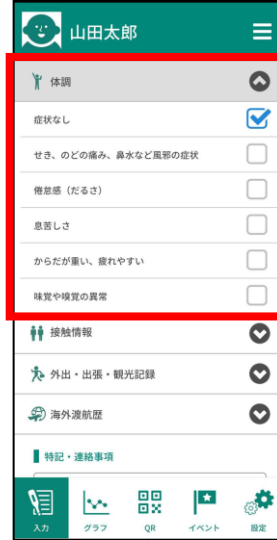 山田太郎
体調
症状なし
せき、のどの痛み、鼻水など風邪の症状
倦怠感（だるさ）
息苦しさ
からだが重い、疲れやすい
味覚や嗅覚の異常
接触情報
外出・出張・観光記録
海外渡航歴
特記・連絡事項
入力 グラフ QR イベント 設定